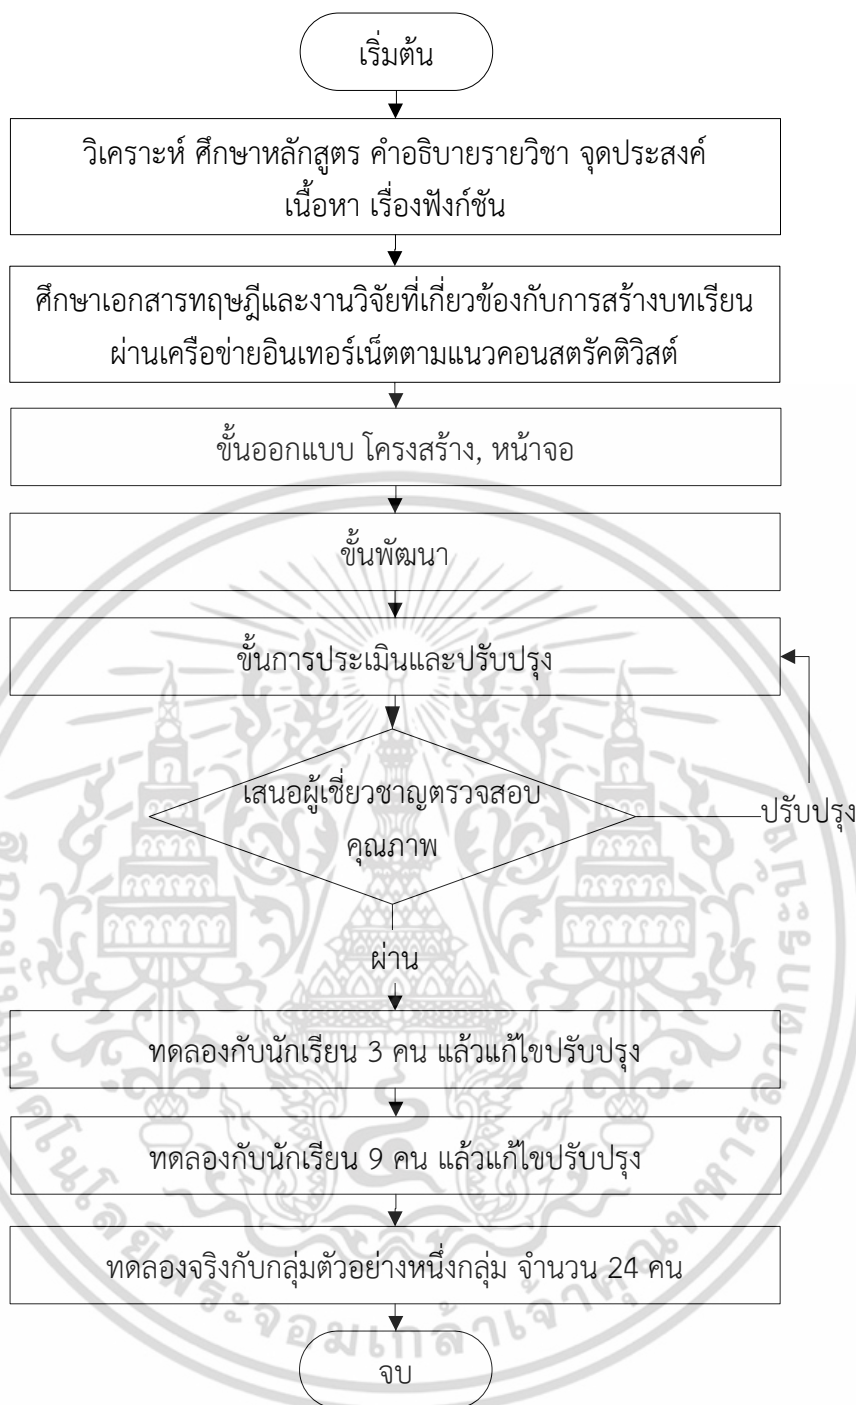 เริ่มต้น
วิเคราะห์ ศึกษาหลักสูตร คำอธิบายรายวิชา จุดประสงค์
เนื้อหา เรื่องฟังก์ชัน
ศึกษาเอกสารทฤษฎีและงานวิจัยที่เกี่ยวข้องกับการสร้างบทเรียน
ผ่านเครือข่ายอินเทอร์เน็ตตามแนวคอนสตรัคติวิสต์
ขั้นออกแบบ โครงสร้าง, หน้าจอ
ขั้นพัฒนา
ขั้นการประเมินและปรับปรุง
เสนอผู้เชี่ยวชาญตรวจสอบ
คุณภาพ
ปรับปรุง
ผ่าน
ทดลองกับนักเรียน 3 คน แล้วแก้ไขปรับปรุง
ทดลองกับนักเรียน 9 คน แล้วแก้ไขปรับปรุง
ทดลองจริงกับกลุ่มตัวอย่างหนึ่งกลุ่ม จำนวน 24 คน
จบ